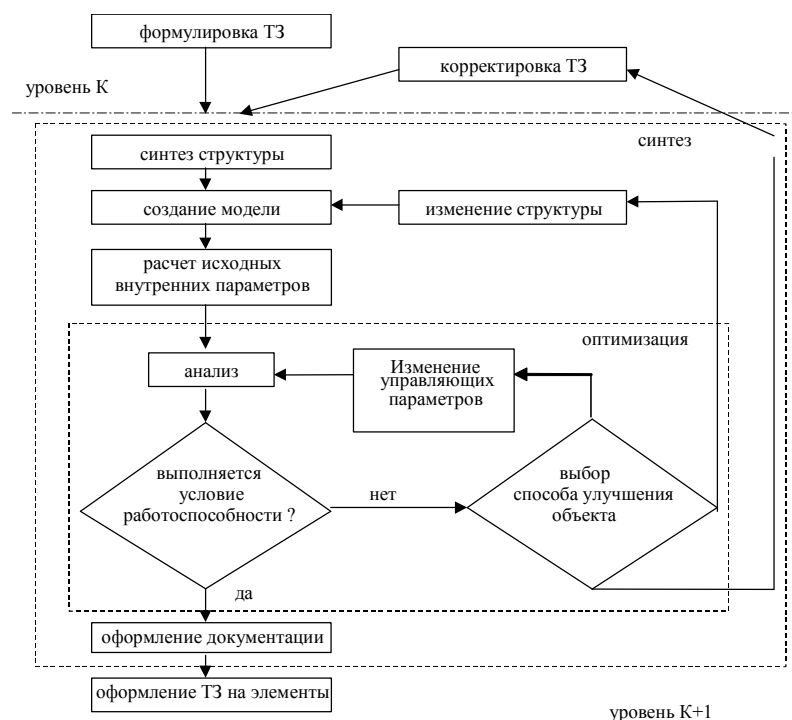 формулировка ТЗ
корректировка ТЗ
уровень К
синтез структуры
синтез
создание модели
изменение структуры
расчет исходных
внутренних параметров
оптимизация
анализ
Изменение
управляющих
параметров
выполняется
условие
работоспособности ?
нет
выбор
способа улучшения
объекта
да
оформление документации
оформление ТЗ на элементы
уровень К+1